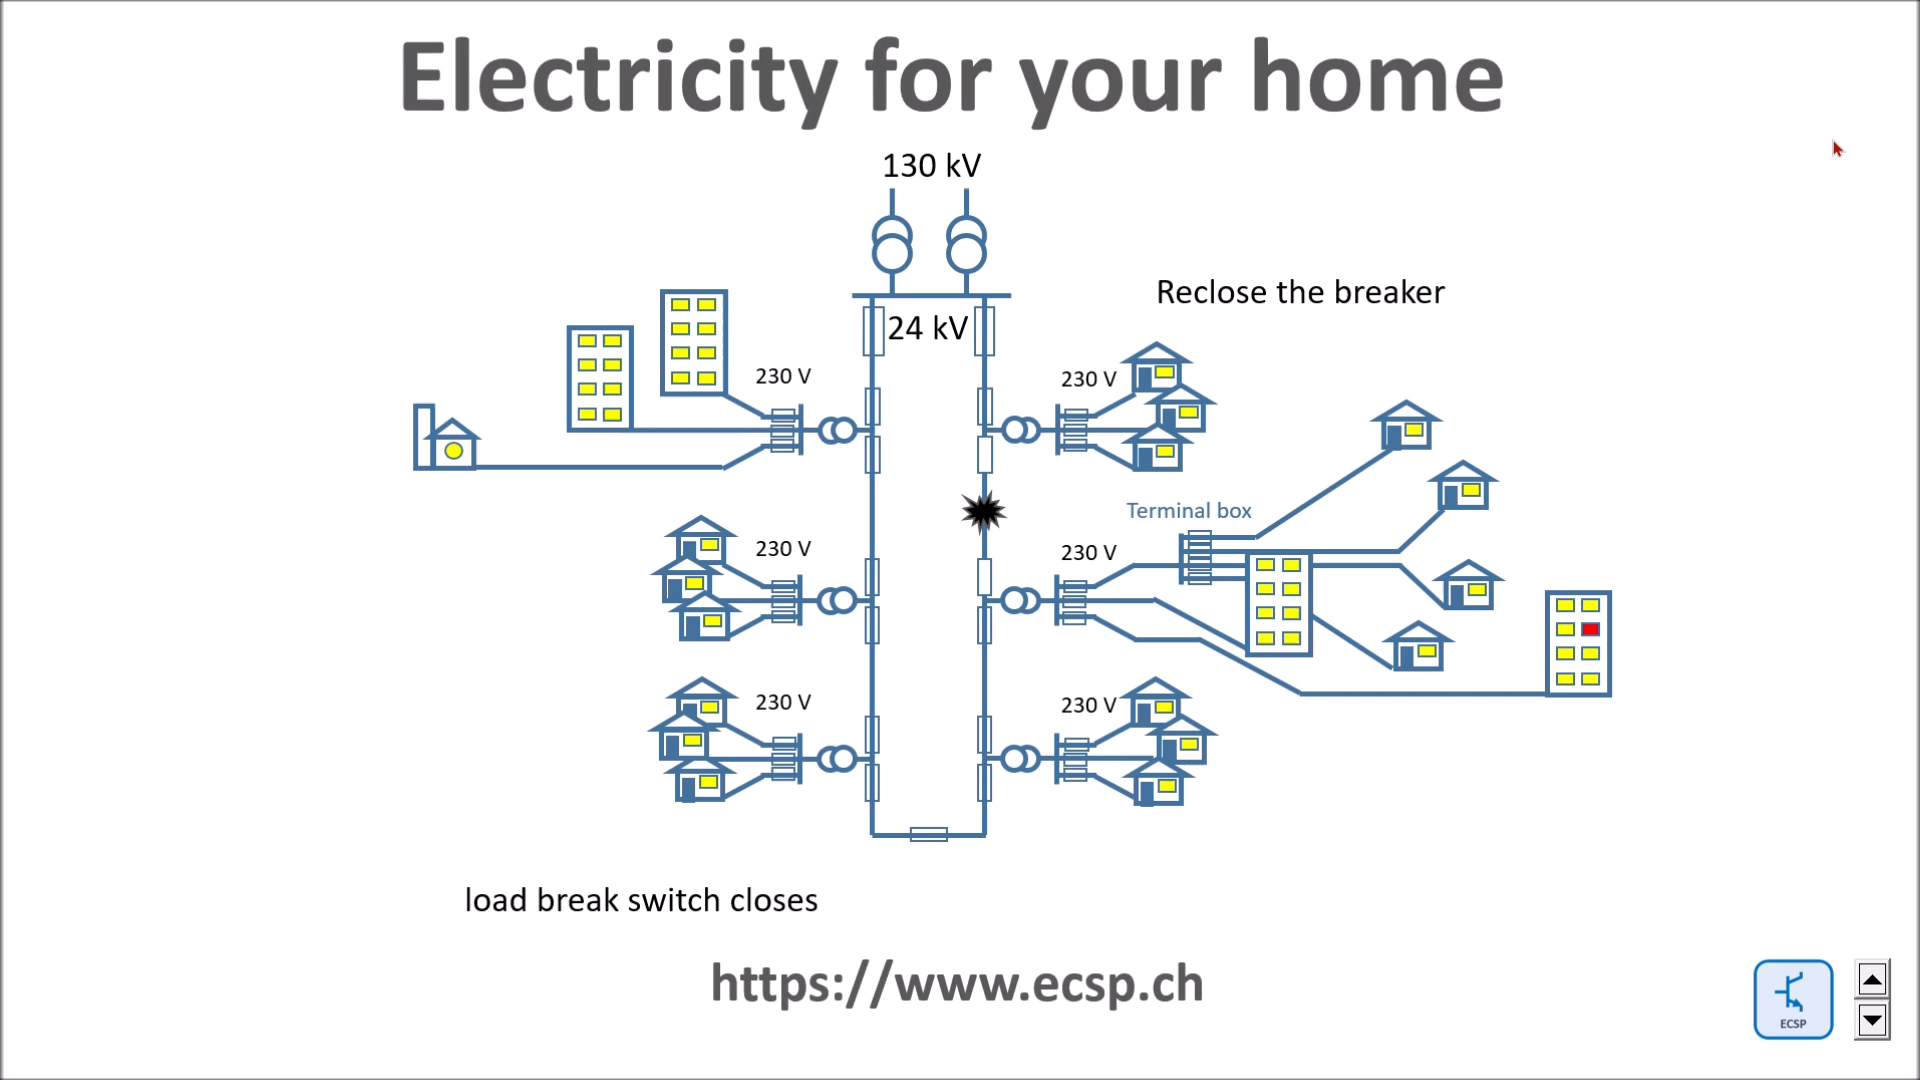 Electricity for your home
130 kV
24 kV
Reclose the breaker
230 V
230 V
Terminal box
230 V
230 V
230 V
230 V
load break switch closes
https://www.ecsp.ch
ECSP